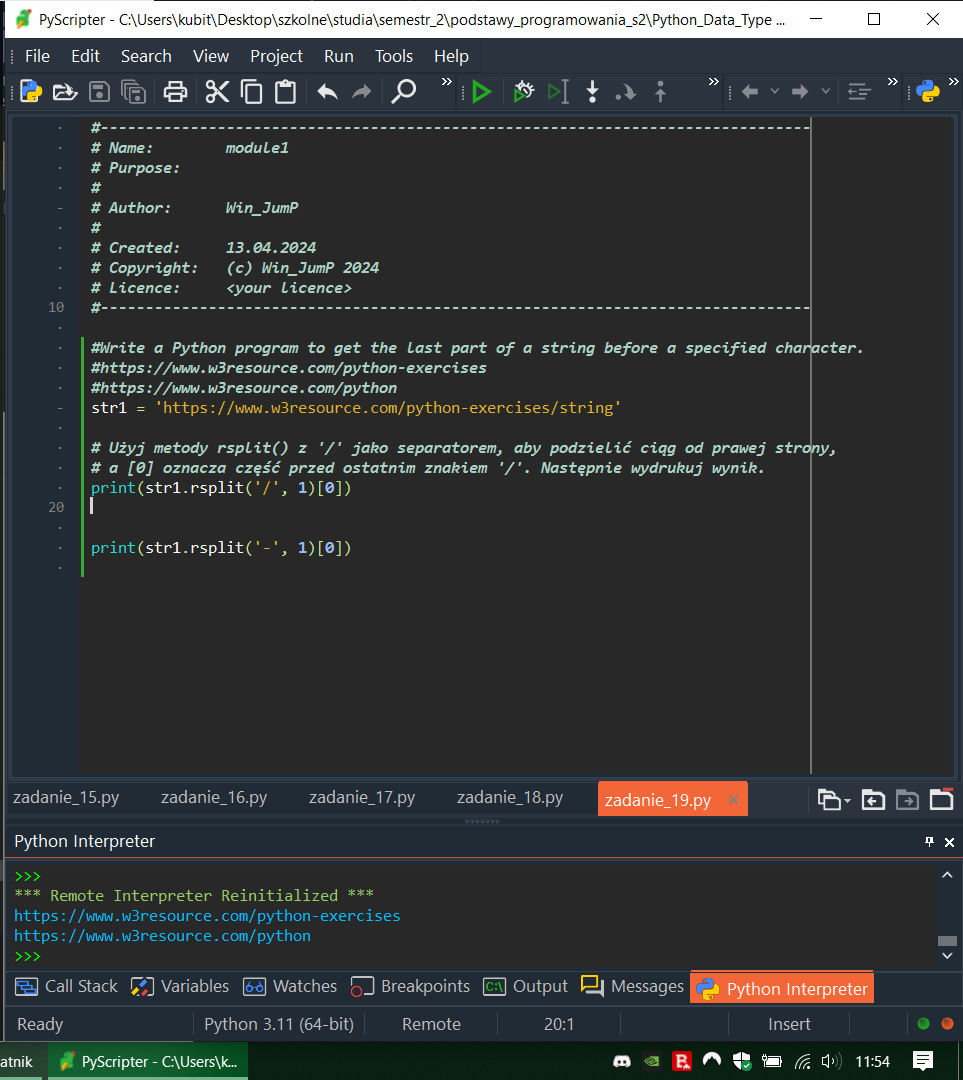 PyScripter - C:\Users\kubit\Desktop\szkolne\studia\semestr_2\podstawy_programowania_s2\Python_Data_Type ...
File Edit Search View Project Run Tools Help
#-------------------------------------------------------------------------------
# Name:        module1
# Purpose:
#
# Author:      Win_JumP
#
# Created:     13.04.2024
# Copyright:   (c) Win_JumP 2024
# Licence:     <your licence>
10 #-------------------------------------------------------------------------------
#Write a Python program to get the last part of a string before a specified character.
#https://www.w3resource.com/python-exercises
#https://www.w3resource.com/python
str1 = 'https://www.w3resource.com/python-exercises/string'
# Użyj metody rsplit() z '/' jako separatorem, aby podzielić ciąg od prawej strony,
# a [0] oznacza część przed ostatnim znakiem '/'. Następnie wydrukuj wynik.
print(str1.rsplit('/', 1)[0])
20
print(str1.rsplit('-', 1)[0])
zadanie_15.py zadanie_16.py zadanie_17.py zadanie_18.py zadanie_19.py
Python Interpreter
>>>
*** Remote Interpreter Reinitialized ***
https://www.w3resource.com/python-exercises
https://www.w3resource.com/python
>>>
Call Stack Variables Watches Breakpoints Output Messages Python Interpreter
Ready Python 3.11 (64-bit) Remote 20:1 Insert
atnik PyScripter - C:\Users\k... 11:54